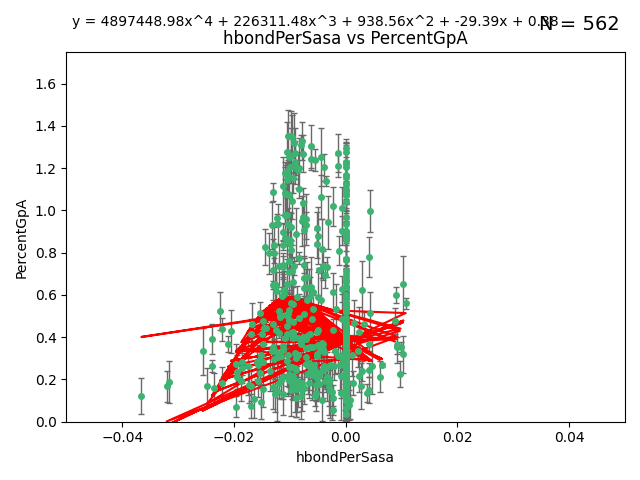 y = 4897448.98x^4 + 226311.48x^3 + 938.56x^2 + -29.39x + 
N = 562
hbondPerSasa vs PercentGpA
1.6
1.4
1.2
1.0
0.8
0.6
0.4
0.2
0.0
PercentGpA
−0.04 −0.02 0.00 0.02 0.04
hbondPerSasa